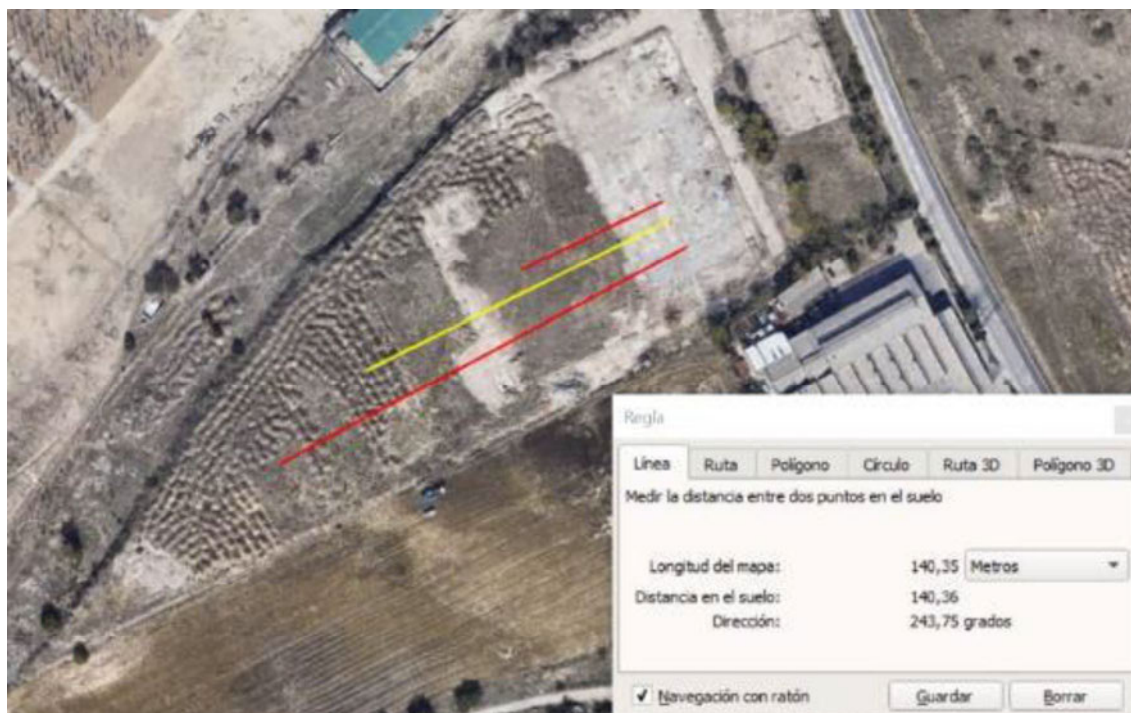 Regla
Línea Ruta Polígono Círculo Ruta 3D Polígono 3D
Medir la distancia entre dos puntos en el suelo
Longitud del mapa: 140,35 Metros
Distancia en el suelo: 140,36
Dirección: 243,75 grados
Navegación con ratón Guardar Borrar